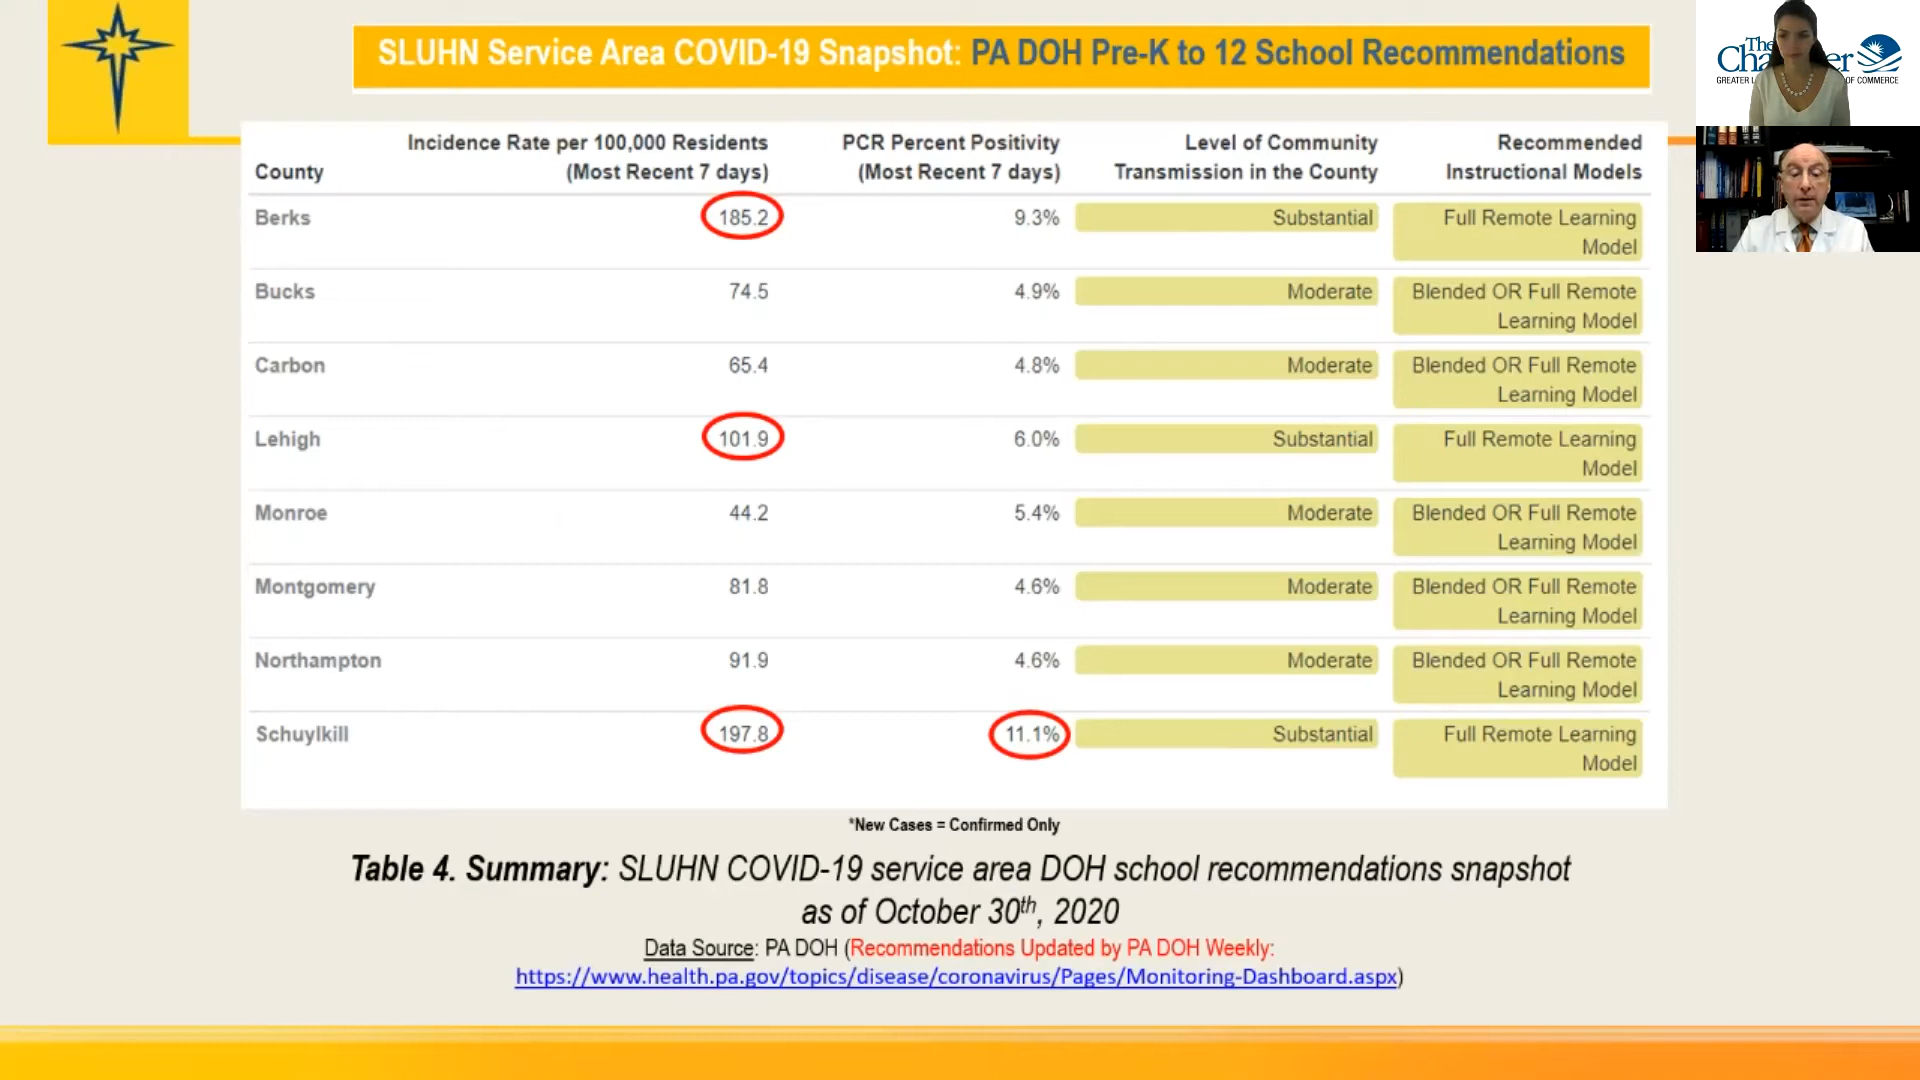 SLUHN Service Area COVID-19 Snapshot: PA DOH Pre-K to 12 School Recommendations
The
GREATER L OF COMMERCE
County Incidence Rate per 100,000 Residents (Most Recent 7 days) PCR Percent Positivity (Most Recent 7 days) Level of Community Transmission in the County Recommended Instructional Models
Berks 185.2 9.3% Substantial Full Remote Learning Model
Bucks 74.5 4.9% Moderate Blended OR Full Remote Learning Model
Carbon 65.4 4.8% Moderate Blended OR Full Remote Learning Model
Lehigh 101.9 6.0% Substantial Full Remote Learning Model
Monroe 44.2 5.4% Moderate Blended OR Full Remote Learning Model
Montgomery 81.8 4.6% Moderate Blended OR Full Remote Learning Model
Northampton 91.9 4.6% Moderate Blended OR Full Remote Learning Model
Schuylkill 197.8 11.1% Substantial Full Remote Learning Model
*New Cases = Confirmed Only
Table 4. Summary: SLUHN COVID-19 service area DOH school recommendations snapshot
as of October 30th, 2020
Data Source: PA DOH (Recommendations Updated by PA DOH Weekly:
https://www.health.pa.gov/topics/disease/coronavirus/Pages/Monitoring-Dashboard.aspx)